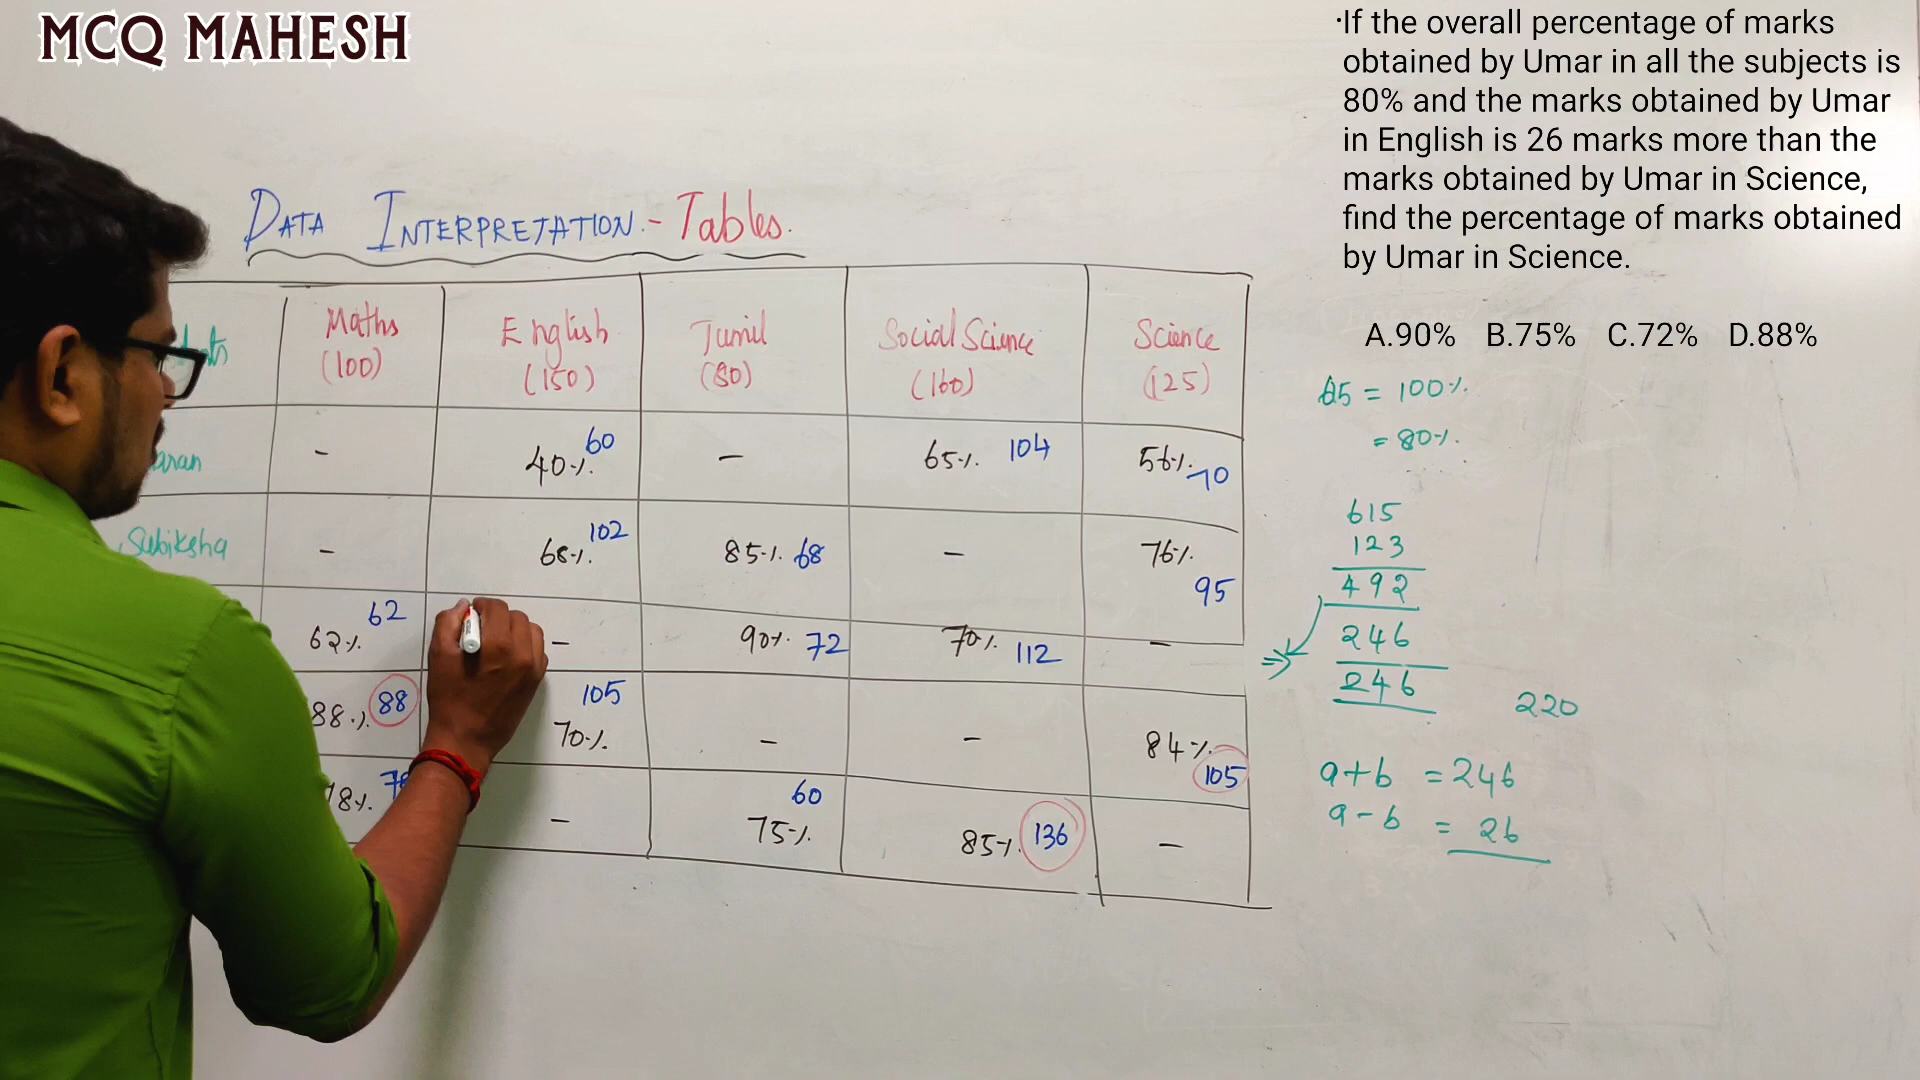 MCQ MAHESH
·If the overall percentage of marks
obtained by Umar in all the subjects is
80% and the marks obtained by Umar
in English is 26 marks more than the
marks obtained by Umar in Science,
find the percentage of marks obtained
by Umar in Science.
A.90% B.75% C.72% D.88%
DATA INTERPRETATION - Tables.
Maths English Tamil Social Science Science
(100) (150) (80) (160) (125)
- 40%. 60 - 65%. 104 56%. 70
Subiksha - 68%. 102 85%. 68 - 76%. 95
62%. 62 - 90%. 72 70%. 112 -
88%. 88 70%. 105 - - 84%. 105
78%. - 75%. 60 85%. 136 -
= 100%.
= 80%.
615
123
492
246
246
220
a+b = 246
a-b = 26